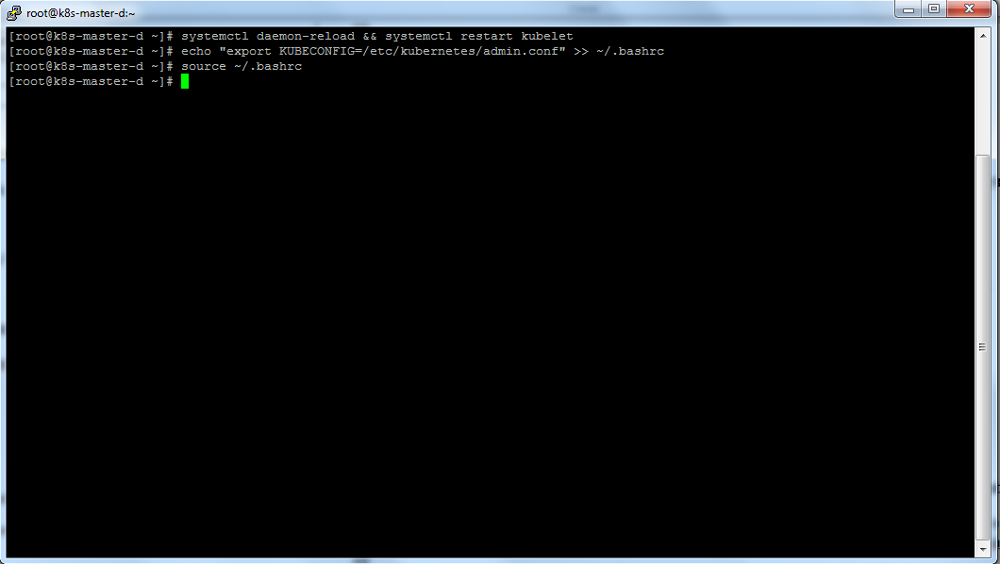 root@k8s-master-d:~
[root@k8s-master-d ~]# systemctl daemon-reload && systemctl restart kubelet
[root@k8s-master-d ~]# echo "export KUBECONFIG=/etc/kubernetes/admin.conf" >> ~/.bashrc
[root@k8s-master-d ~]# source ~/.bashrc
[root@k8s-master-d ~]#